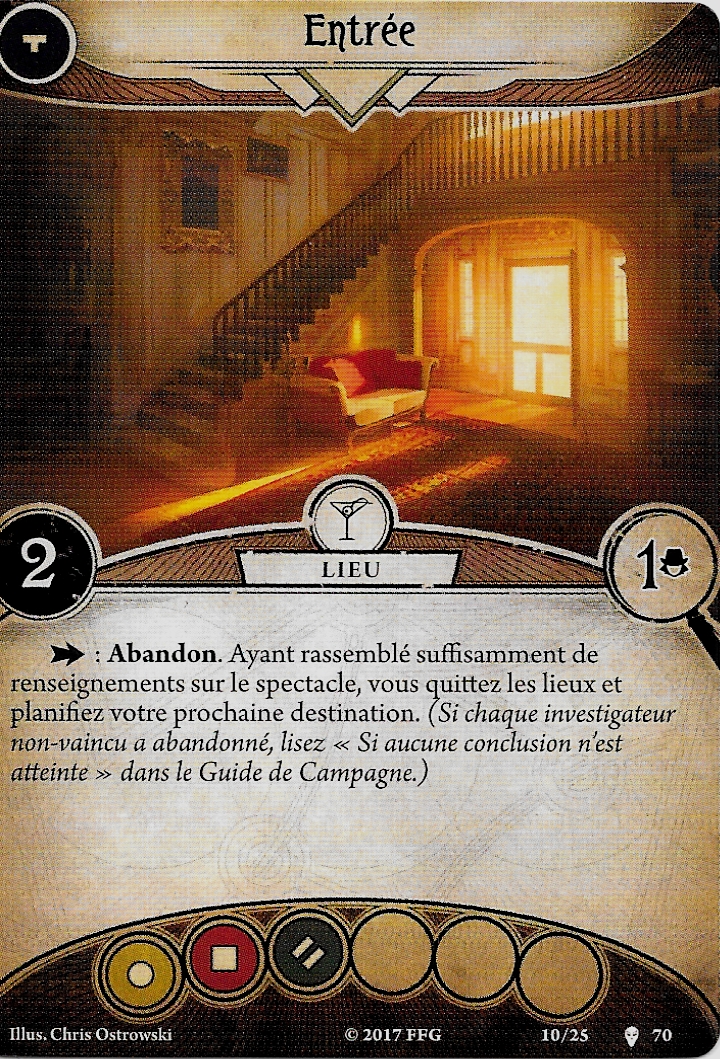 Entrée
2
LIEU
1
: Abandon. Ayant rassemblé suffisamment de
renseignements sur le spectacle, vous quittez les lieux et
planifiez votre prochaine destination. (Si chaque investigateur
non-vaincu a abandonné, lisez « Si aucune conclusion n'est
atteinte » dans le Guide de Campagne.)
Illus. Chris Ostrowski © 2017 FFG 10/25 70